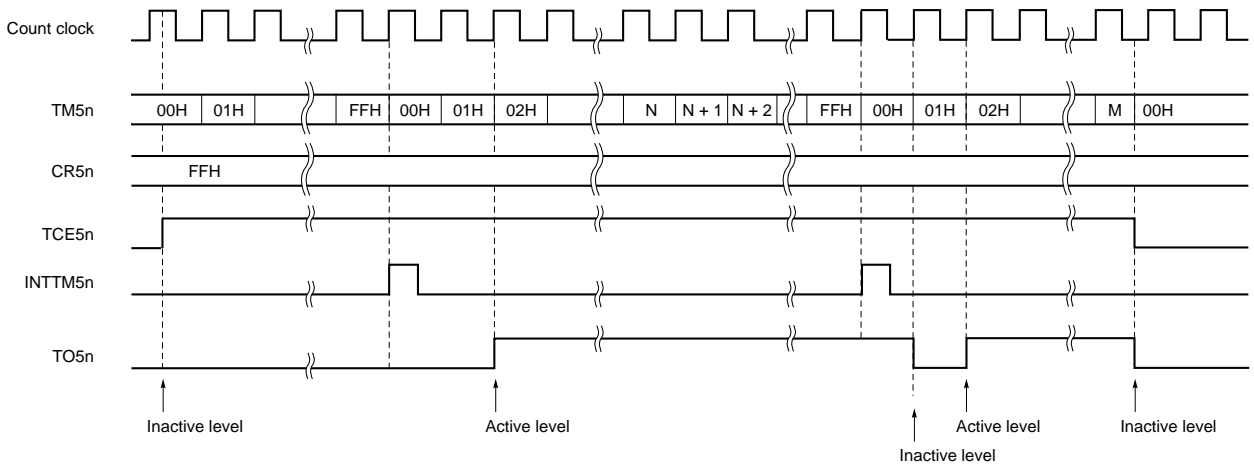 Count clock
TM5n 00H 01H FFH 00H 01H 02H N N + 1 N + 2 FFH 00H 01H 02H M 00H
CR5n FFH
TCE5n
INTTM5n
TO5n
Inactive level Active level Active level Inactive level
Inactive level